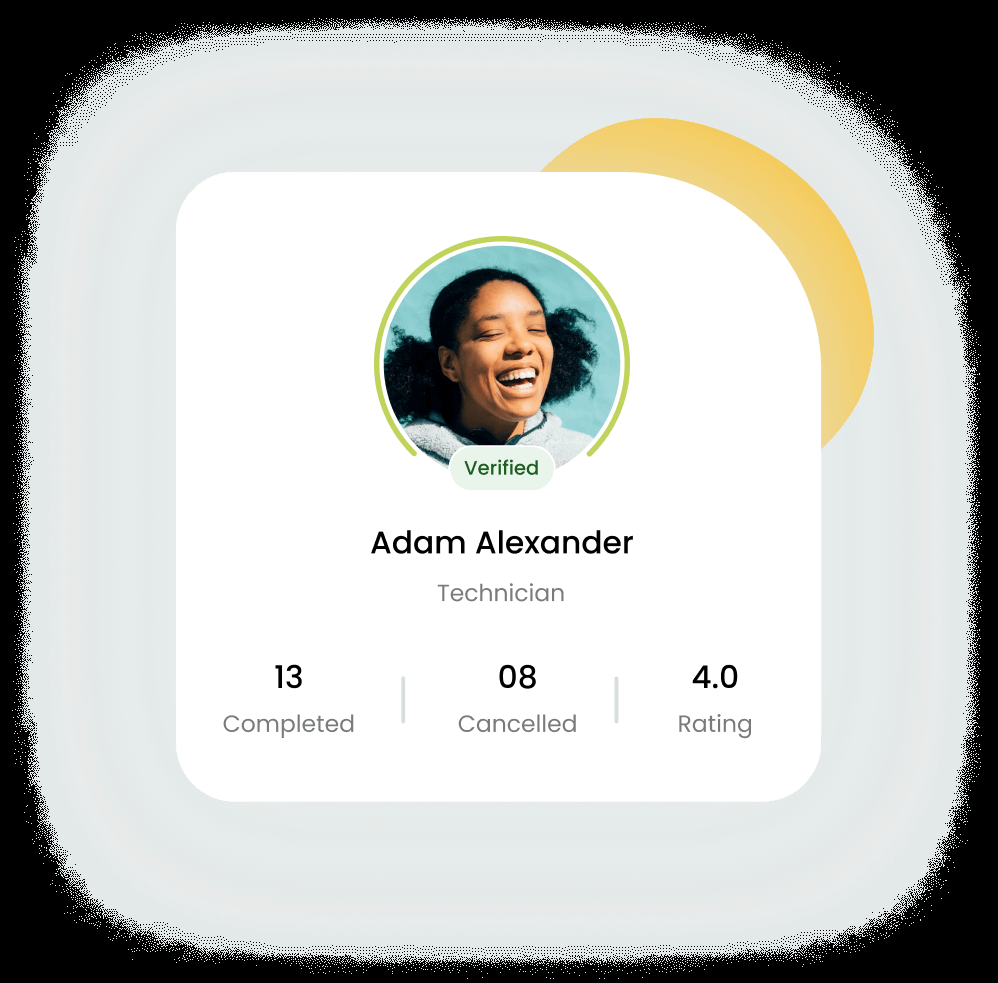 Verified
Adam Alexander
Technician
13
08
4.0
Completed
Cancelled
Rating